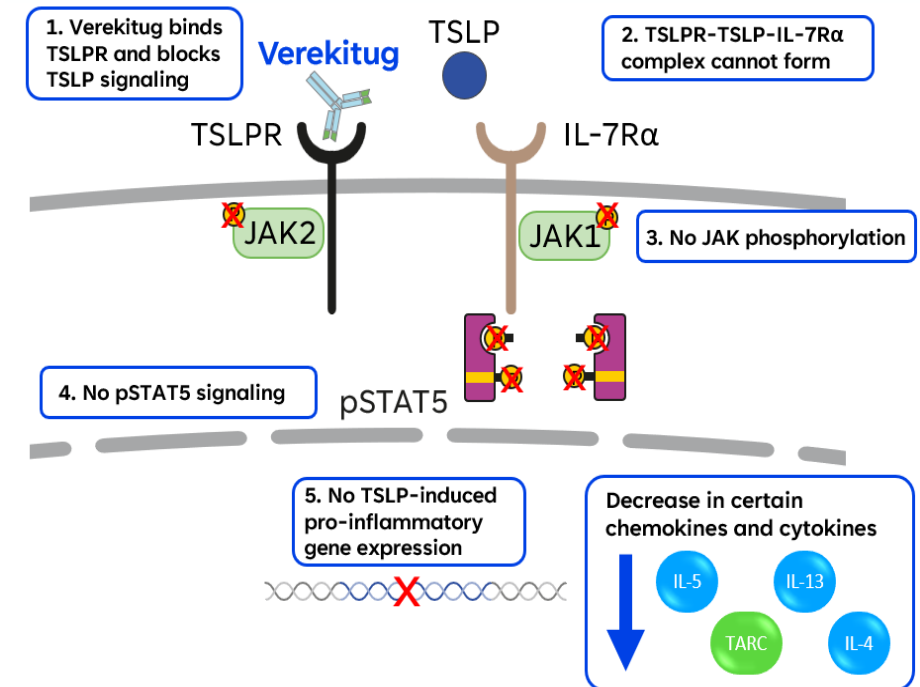 1. Verekitug binds
TSLPR and blocks
TSLP signaling
Verekitug
TSLP
2. TSLPR-TSLP-IL-7Rα
complex cannot form
TSLPR
IL-7Rα
JAK2
JAK1
3. No JAK phosphorylation
4. No pSTAT5 signaling
pSTAT5
5. No TSLP-induced
pro-inflammatory
gene expression
Decrease in certain
chemokines and cytokines
IL-5
IL-13
TARC
IL-4